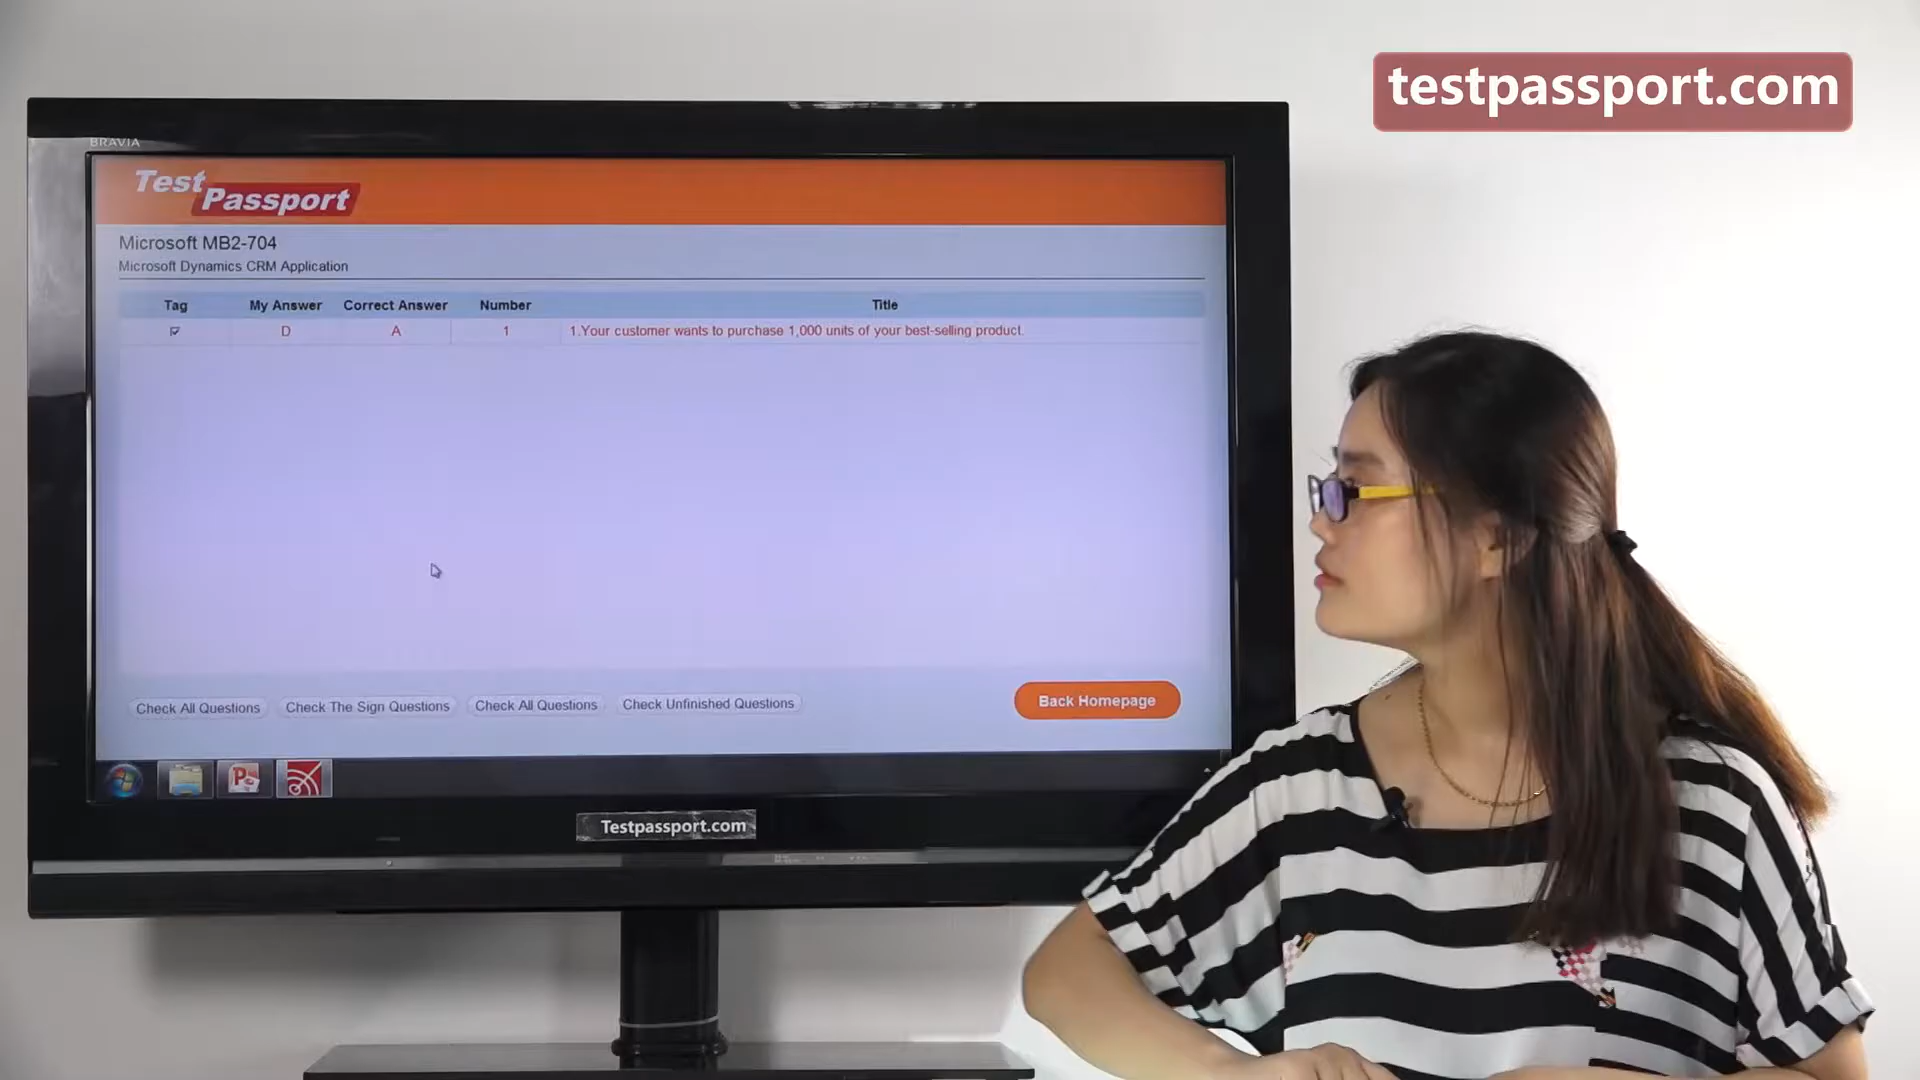 testpassport.com
BRAVIA
Test
Passport
Microsoft MB2-704
Microsoft Dynamics CRM Application
Tag My Answer Correct Answer Number Title
D A 1 1.Your customer wants to purchase 1,000 units of your best-selling product.
Check All Questions Check The Sign Questions Check All Questions Check Unfinished Questions Back Homepage
Testpassport.com